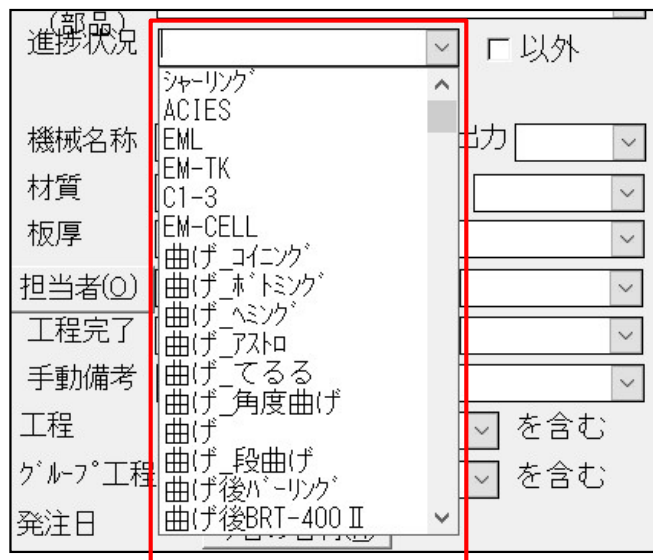 (部品)
進捗状況
以外
シャーリング
ACIES
機械名称 EML 出力
EM-TK
材質 C1-3
板厚 EM-CELL
曲げ_コイニング
担当者(O) 曲げ_ボトミング
曲げ_ヘミング
工程完了 曲げ_アストロ
曲げ_てるる
手動備考
曲げ_角度曲げ
工程 曲げ を含む
曲げ_段曲げ
グループ工程 を含む
曲げ後バーリング
発注日 曲げ後BRT-400Ⅱ